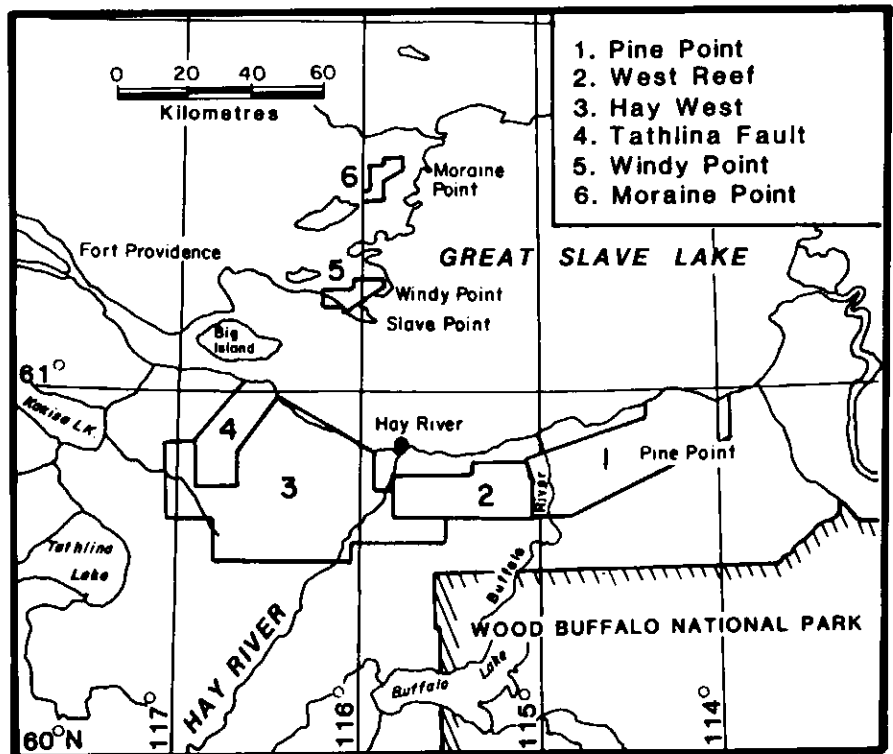 0 20 40 60
Kilometres
1. Pine Point
2. West Reef
3. Hay West
4. Tathlina Fault
5. Windy Point
6. Moraine Point
6
Moraine
Point
Fort Providence
GREAT SLAVE LAKE
5
Windy Point
Slave Point
Big
Island
61°
Kakisa LK.
4
Hay River
1
Pine Point
3
2
River
Tathlina
Lake
Buffalo
WOOD BUFFALO NATIONAL PARK
HAY RIVER
Buffalo Lake
60°N
117°
116°
115°
114°